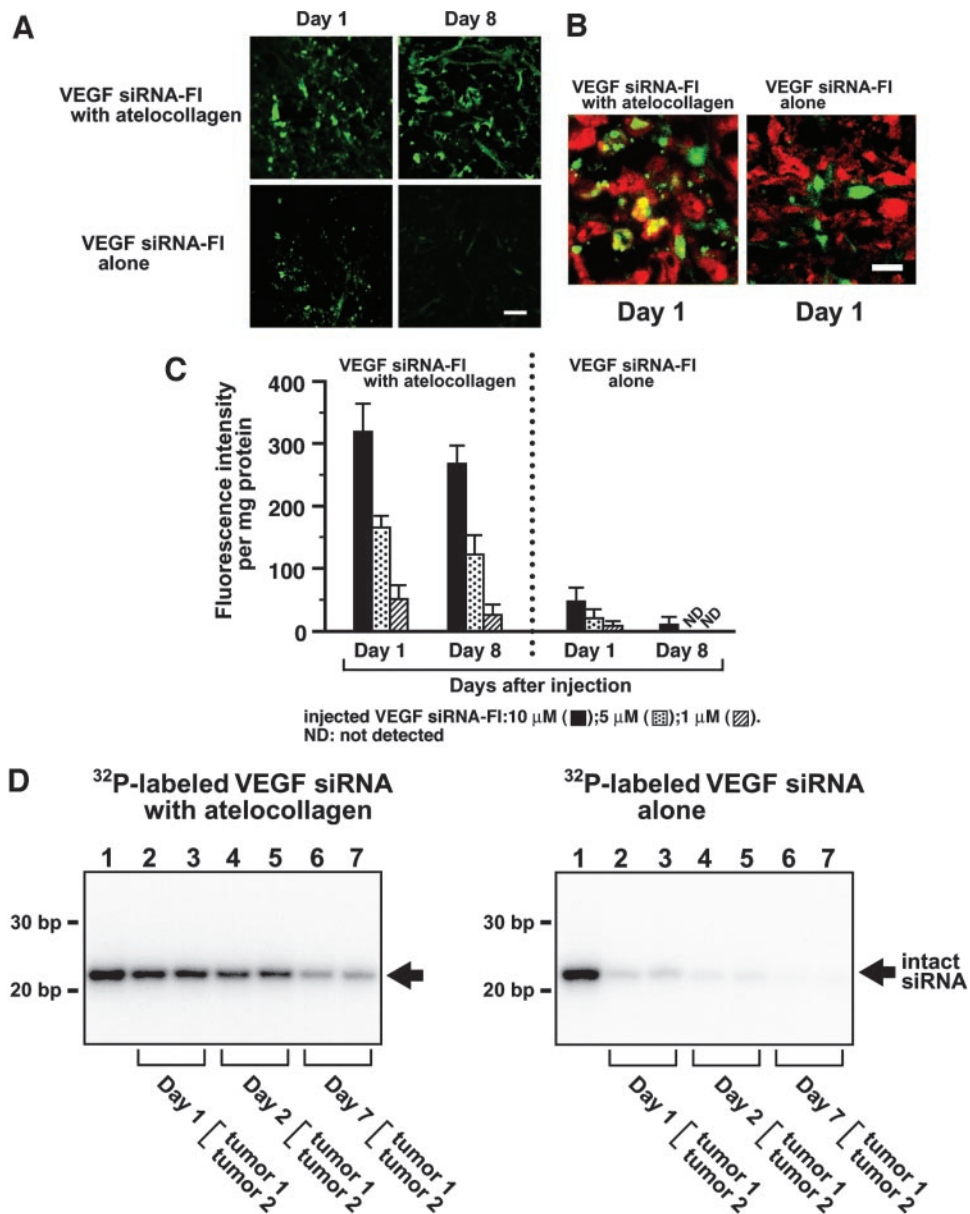 A
Day 1 Day 8
VEGF siRNA-FI
with atelocollagen
VEGF siRNA-FI
alone
B
VEGF siRNA-FI
with atelocollagen
VEGF siRNA-FI
alone
Day 1 Day 1
C
VEGF siRNA-FI
with atelocollagen
VEGF siRNA-FI
alone
Fluorescence intensity
per mg protein
400
300
200
100
0
ND ND
Day 1 Day 8 Day 1 Day 8
Days after injection
injected VEGF siRNA-FI:10 μM (■);5 μM (▒);1 μM (▨).
ND: not detected
D
32P-labeled VEGF siRNA
with atelocollagen
1 2 3 4 5 6 7
30 bp
20 bp
Day 1 [ tumor 1
tumor 2
Day 2 [ tumor 1
tumor 2
Day 7 [ tumor 1
tumor 2
32P-labeled VEGF siRNA
alone
1 2 3 4 5 6 7
30 bp
20 bp
intact
siRNA
Day 1 [ tumor 1
tumor 2
Day 2 [ tumor 1
tumor 2
Day 7 [ tumor 1
tumor 2